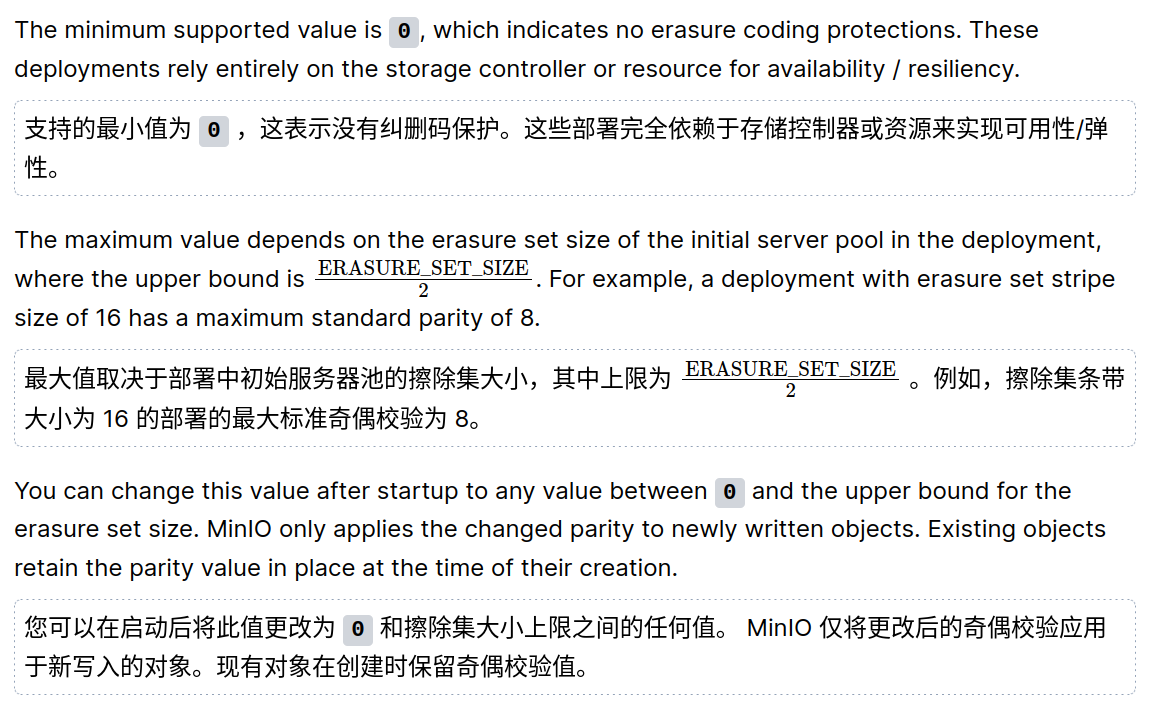 The minimum supported value is 0, which indicates no erasure coding protections. These
deployments rely entirely on the storage controller or resource for availability / resiliency.
支持的最小值为 0 ，这表示没有纠删码保护。这些部署完全依赖于存储控制器或资源来实现可用性/弹
性。
The maximum value depends on the erasure set size of the initial server pool in the deployment,
where the upper bound is ERASURE_SET_SIZE/2. For example, a deployment with erasure set stripe
size of 16 has a maximum standard parity of 8.
最大值取决于部署中初始服务器池的擦除集大小，其中上限为 ERASURE_SET_SIZE/2 。例如，擦除集条带
大小为 16 的部署的最大标准奇偶校验为 8。
You can change this value after startup to any value between 0 and the upper bound for the
erasure set size. MinIO only applies the changed parity to newly written objects. Existing objects
retain the parity value in place at the time of their creation.
您可以在启动后将此值更改为 0 和擦除集大小上限之间的任何值。 MinIO 仅将更改后的奇偶校验应用
于新写入的对象。现有对象在创建时保留奇偶校验值。